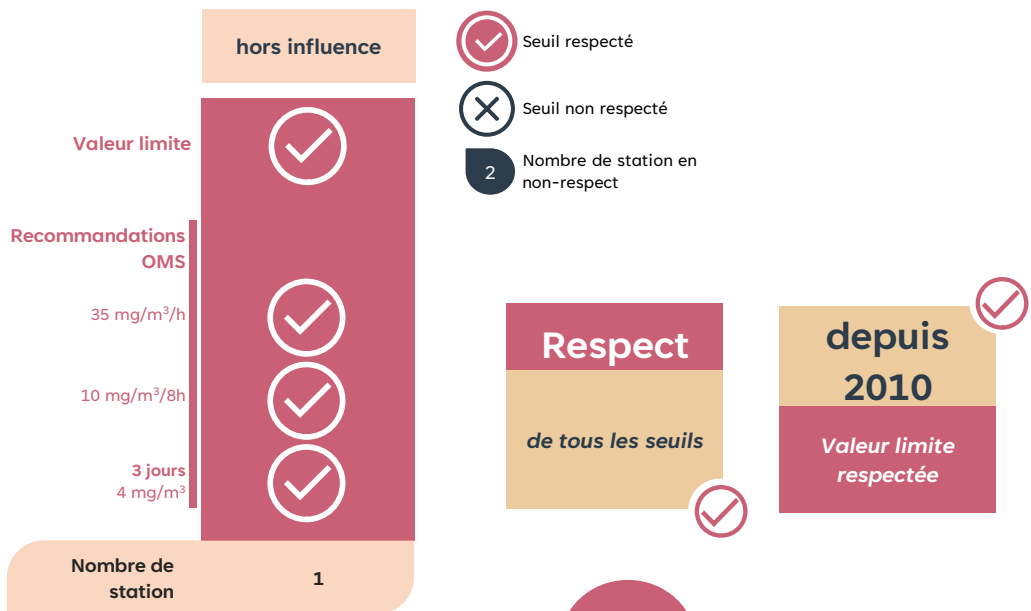 hors influence
Seuil respecté
Seuil non respecté
2
Nombre de station en
non-respect
Valeur limite
Recommandations
OMS
35 mg/m³/h
10 mg/m³/8h
3 jours
4 mg/m³
Nombre de
station
1
Respect
de tous les seuils
depuis
2010
Valeur limite
respectée